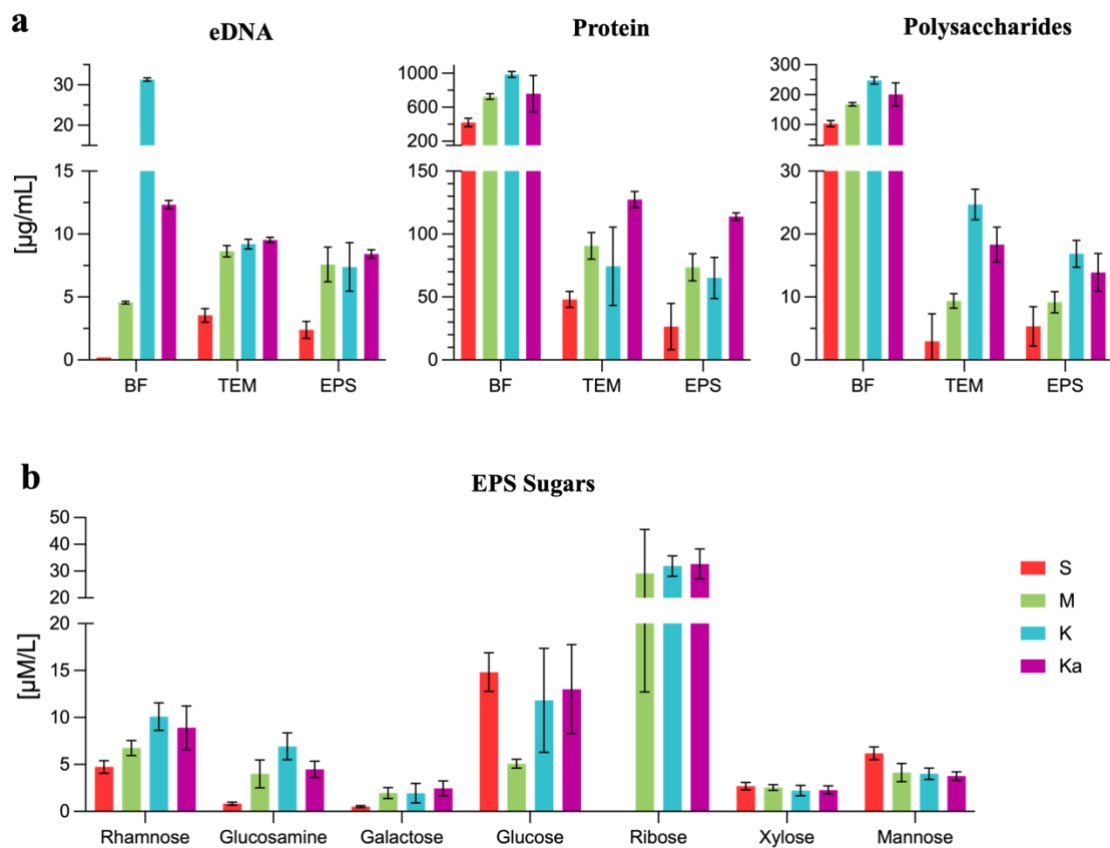 a
eDNA Protein Polysaccharides
[µg/mL]
30
20
15
10
5
0
BF TEM EPS
1000
600
200
150
100
50
0
BF TEM EPS
300
200
100
30
20
10
0
BF TEM EPS
b
EPS Sugars
[µM/L]
50
40
30
20
20
15
10
5
0
Rhamnose Glucosamine Galactose Glucose Ribose Xylose Mannose
S
M
K
Ka